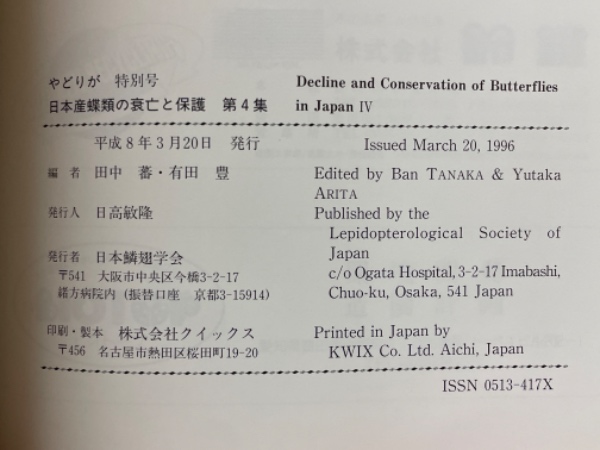 やどりが 特別号
日本産蝶類の衰亡と保護 第4集
Decline and Conservation of Butterflies
in Japan IV
平成8年3月20日 発行
Issued March 20, 1996
編者 田中 蕃・有田 豊
Edited by Ban TANAKA & Yutaka
ARITA
発行人 日高敏隆
Published by the
Lepidopterological Society of
Japan
発行者 日本鱗翅学会
〒541 大阪市中央区今橋3-2-17
緒方病院内(振替口座 京都3-15914)
c/o Ogata Hospital, 3-2-17 Imabashi,
Chuo-ku, Osaka, 541 Japan
印刷・製本 株式会社クイックス
〒456 名古屋市熱田区桜田町19-20
Printed in Japan by
KWIX Co. Ltd. Aichi, Japan
ISSN 0513-417X